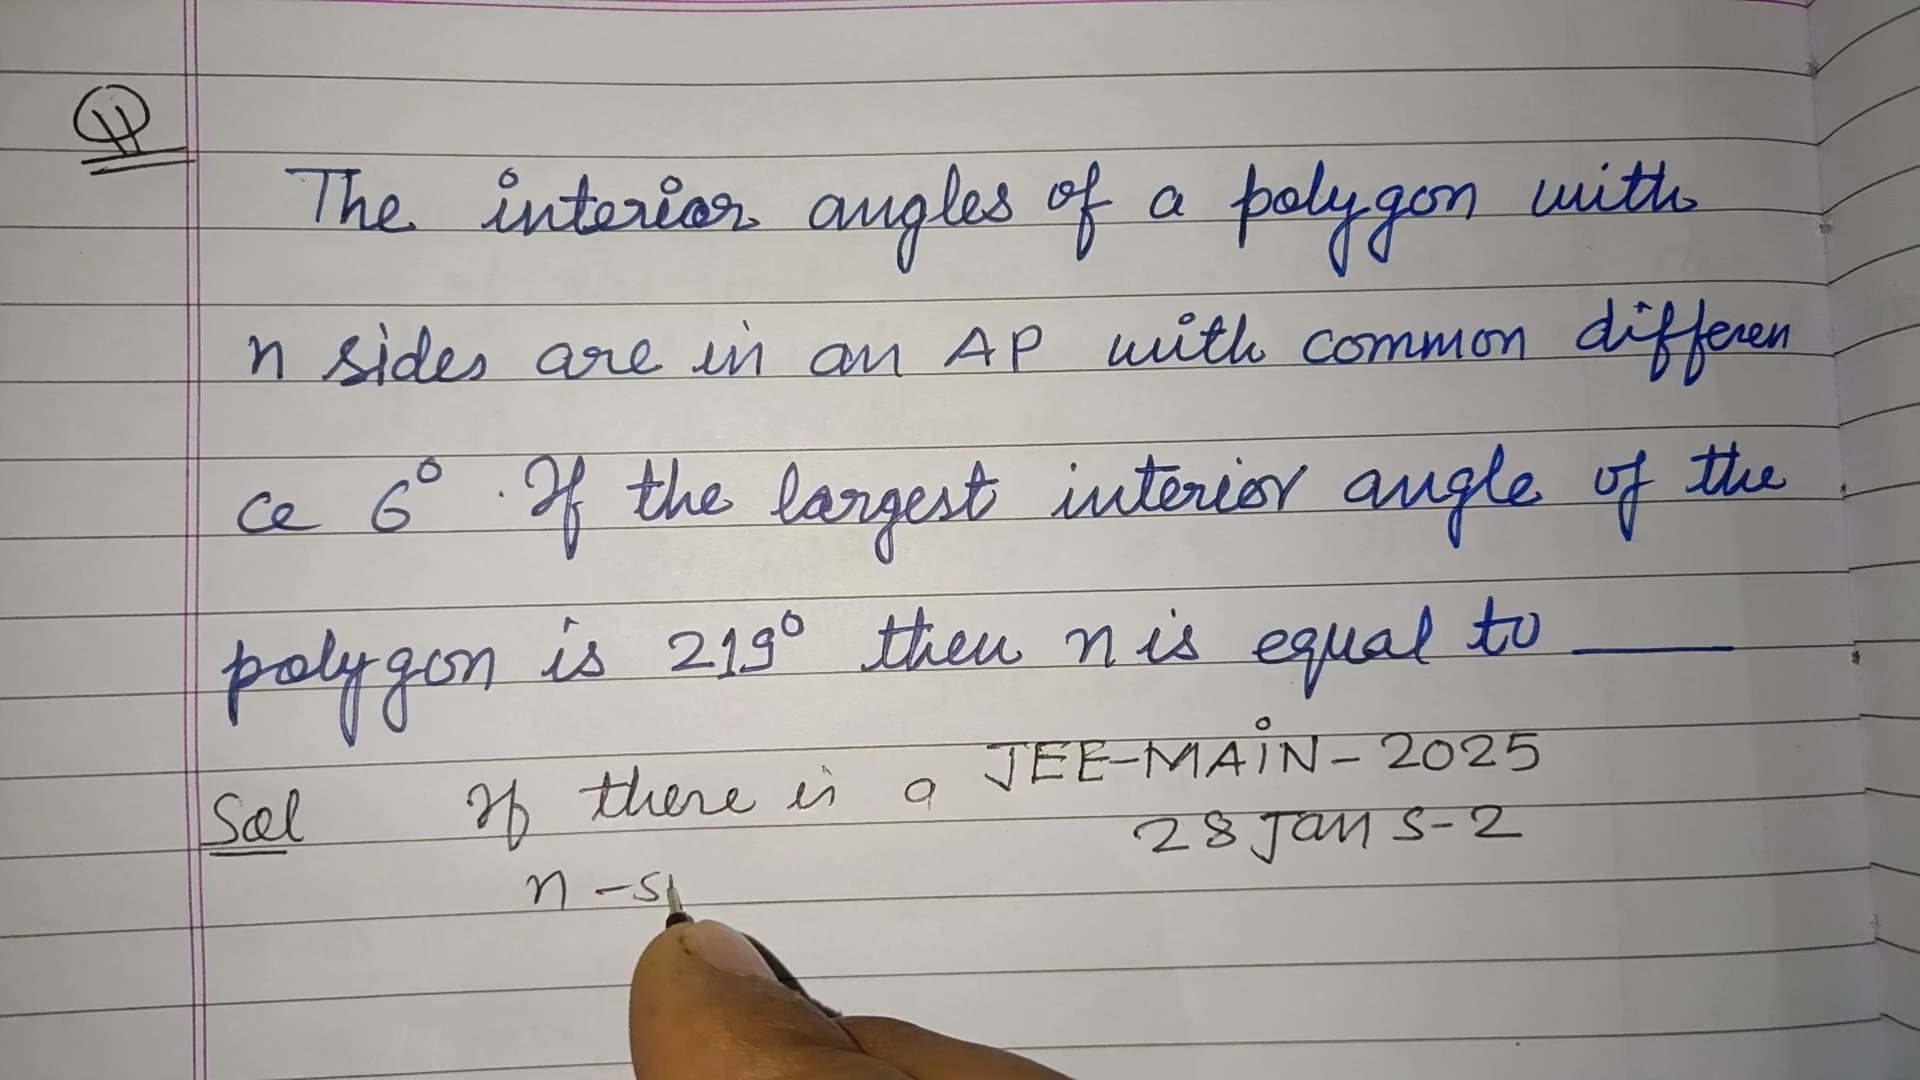 Q
The interior angles of a polygon with
n sides are in an AP with common differen
ce 6° . If the largest interior angle of the
polygon is 219° then n is equal to ____
JEE-MAIN-2025
28 Jan S-2
Sol If there is a
n - si